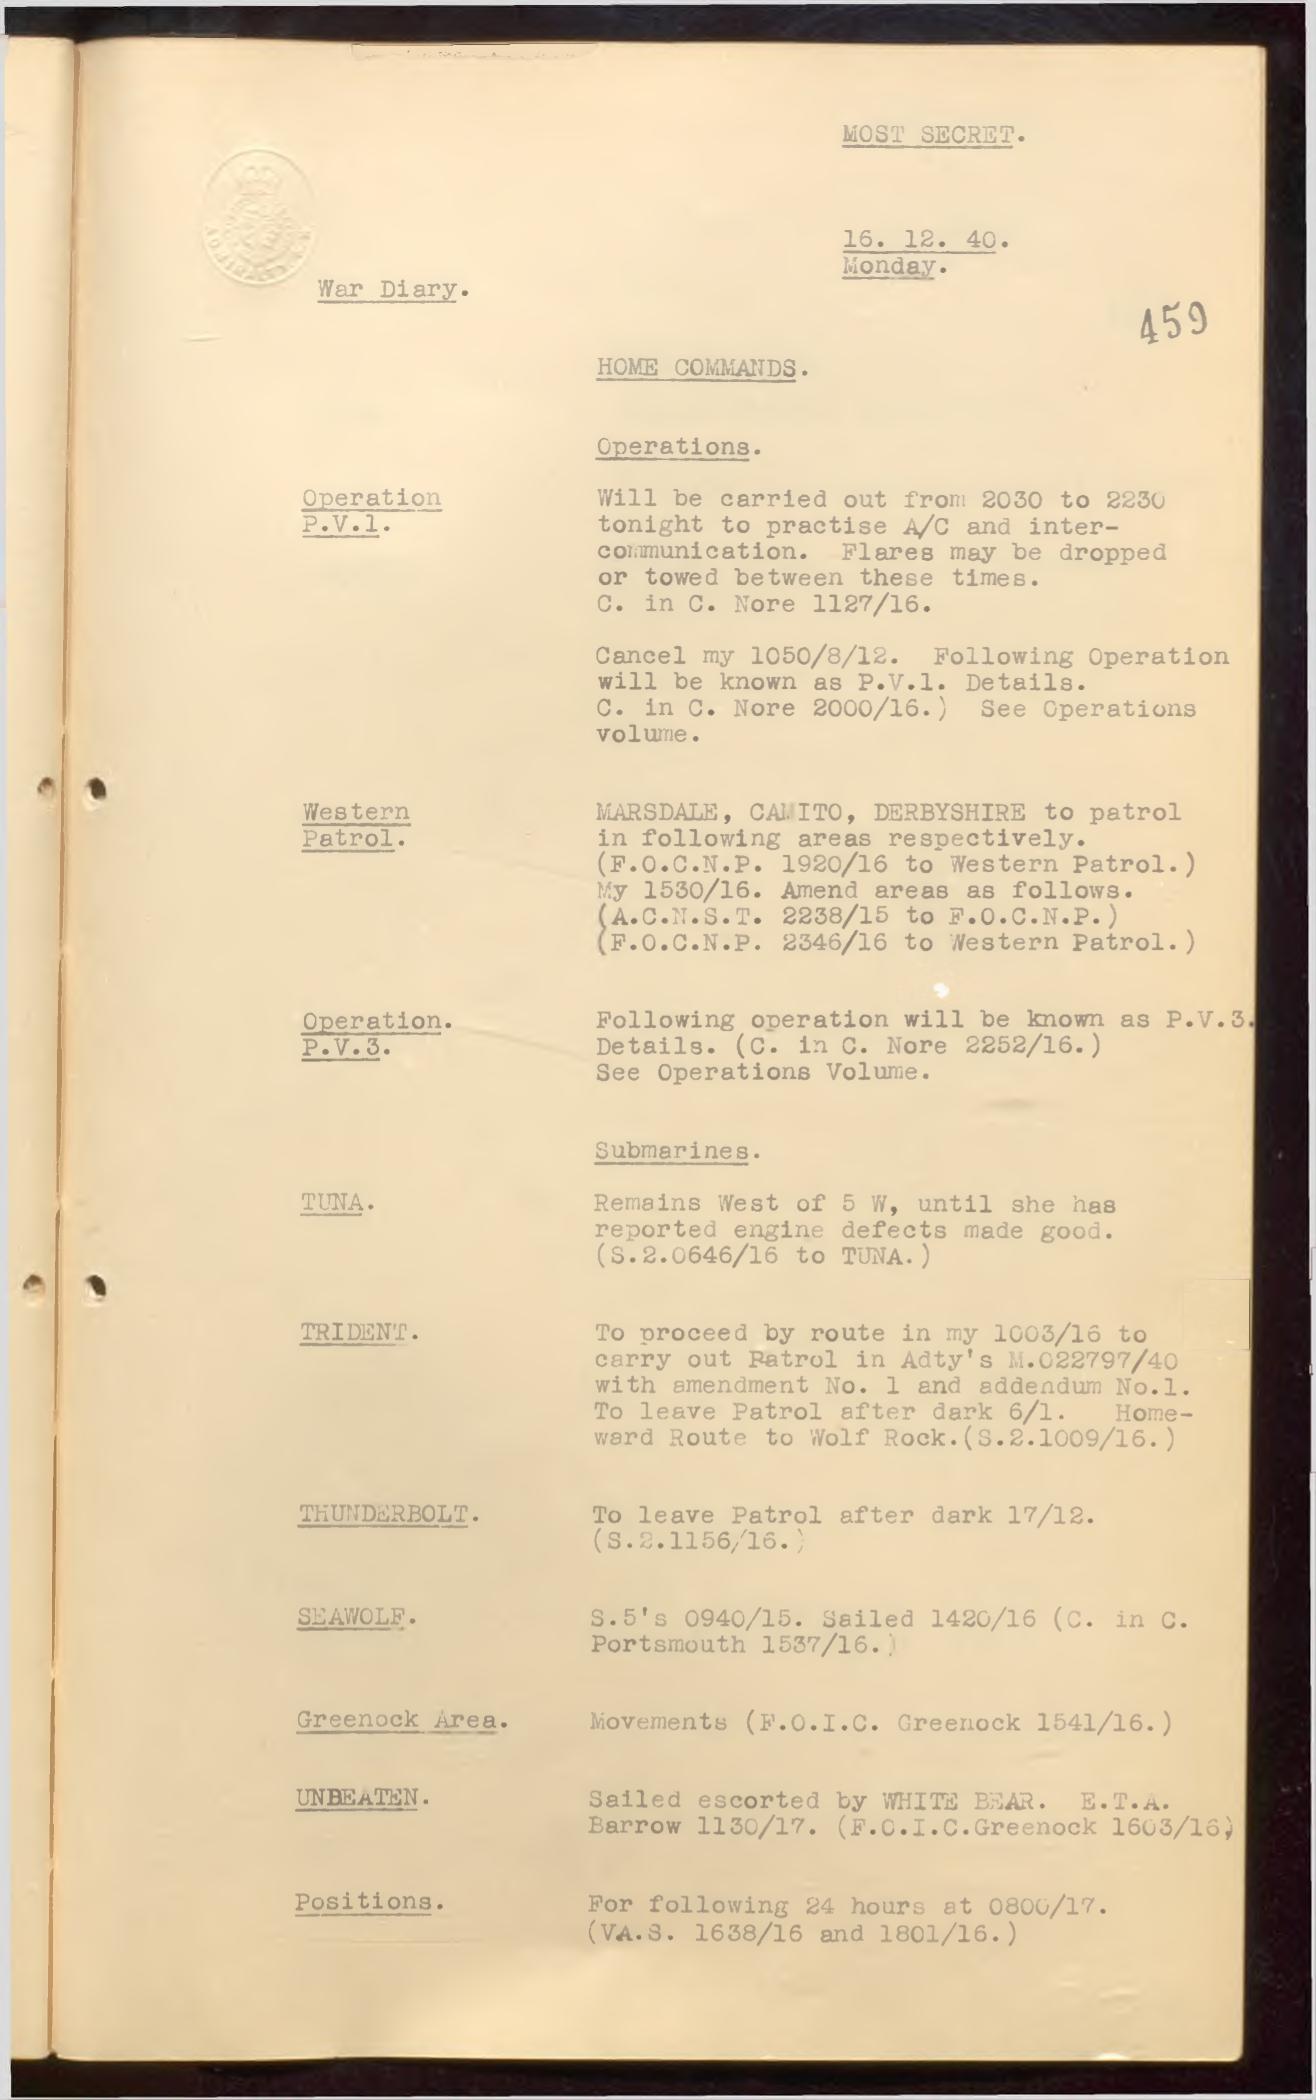 MOST SECRET.
16. 12. 40.
Monday.
War Diary.
459
HOME COMMANDS.
Operations.
Operation
P.V.1.
Will be carried out from 2030 to 2230
tonight to practise A/C and inter-
communication. Flares may be dropped
or towed between these times.
C. in C. Nore 1127/16.
Cancel my 1050/8/12. Following Operation
will be known as P.V.1. Details.
C. in C. Nore 2000/16.) See Operations
volume.
Western
Patrol.
MARSDALE, CAMITO, DERBYSHIRE to patrol
in following areas respectively.
(F.O.C.N.P. 1920/16 to Western Patrol.)
My 1530/16. Amend areas as follows.
(A.C.N.S.T. 2238/15 to F.O.C.N.P.)
(F.O.C.N.P. 2346/16 to Western Patrol.)
Operation.
P.V.3.
Following operation will be known as P.V.3.
Details. (C. in C. Nore 2252/16.)
See Operations Volume.
Submarines.
TUNA.
Remains West of 5 W, until she has
reported engine defects made good.
(S.2.0646/16 to TUNA.)
TRIDENT.
To proceed by route in my 1003/16 to
carry out Patrol in Adty's M.022797/40
with amendment No. 1 and addendum No.1.
To leave Patrol after dark 6/1. Home-
ward Route to Wolf Rock.(S.2.1009/16.)
THUNDERBOLT.
To leave Patrol after dark 17/12.
(S.2.1156/16.)
SEAWOLF.
S.5's 0940/15. Sailed 1420/16 (C. in C.
Portsmouth 1537/16.)
Greenock Area.
Movements (F.O.I.C. Greenock 1541/16.)
UNBEATEN.
Sailed escorted by WHITE BEAR. E.T.A.
Barrow 1130/17. (F.O.I.C.Greenock 1603/16)
Positions.
For following 24 hours at 0800/17.
(VA.S. 1638/16 and 1801/16.)